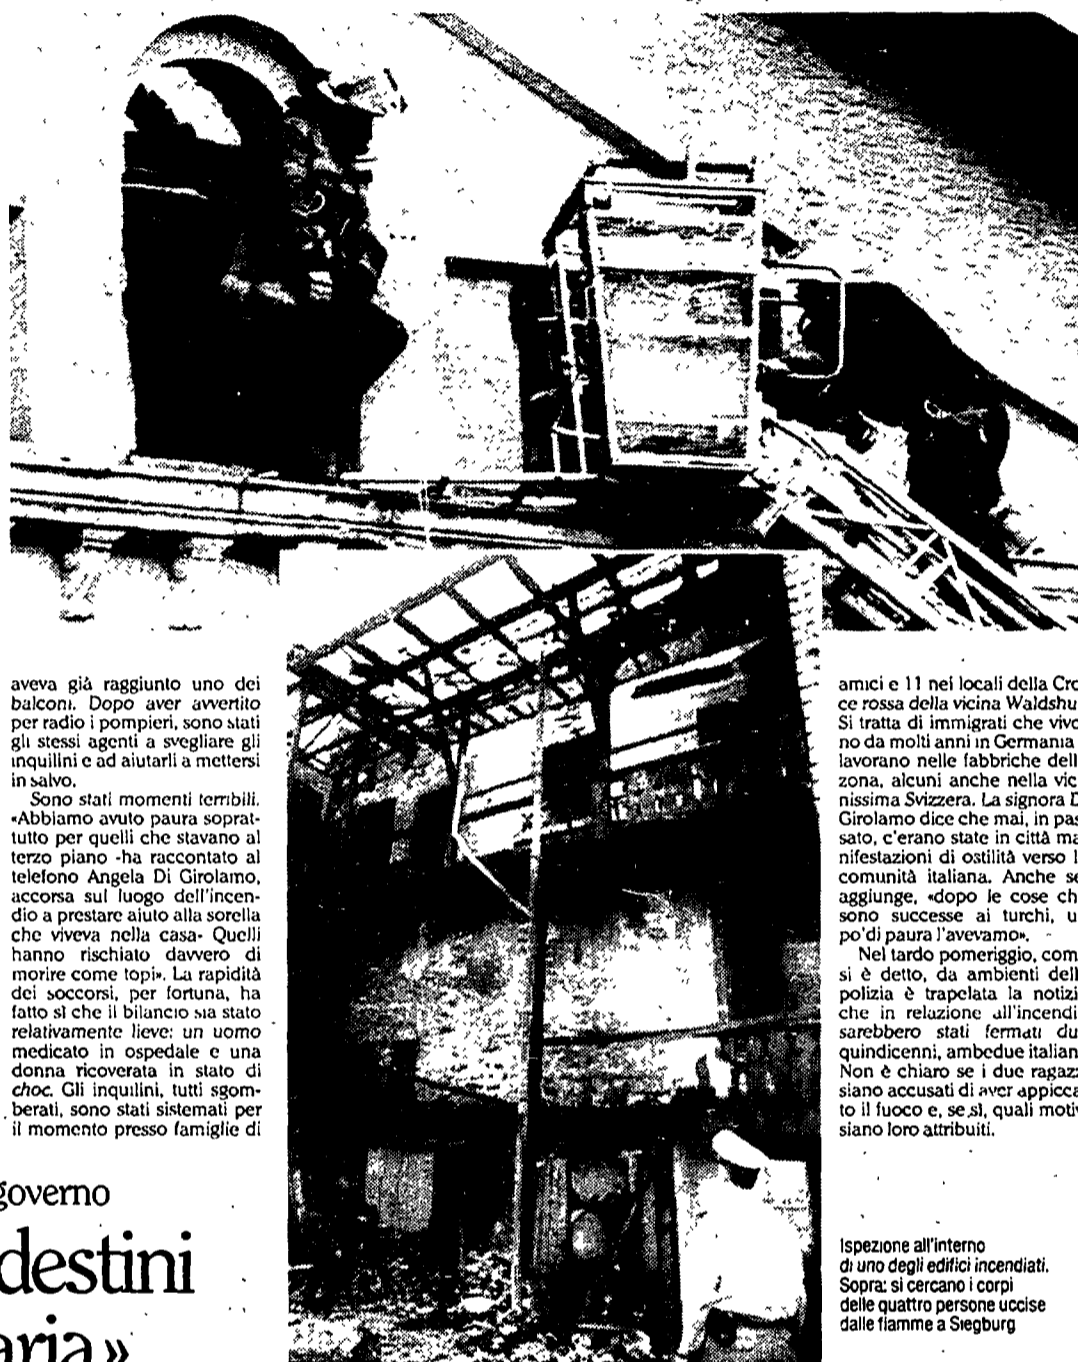 aveva già raggiunto uno dei
balconi. Dopo aver avvertito
per radio i pompieri, sono stati
gli stessi agenti a svegliare gli
inquilini e ad aiutarli a mettersi
in salvo.
Sono stati momenti terribili.
«Abbiamo avuto paura soprat-
tutto per quelli che stavano al
terzo piano -ha raccontato al
telefono Angela Di Girolamo,
accorsa sul luogo dell'incen-
dio a prestare aiuto alla sorella
che viveva nella casa- Quelli
hanno rischiato davvero di
morire come topi». La rapidità
dei soccorsi, per fortuna, ha
fatto sì che il bilancio sia stato
relativamente lieve: un uomo
medicato in ospedale e una
donna ricoverata in stato di
choc. Gli inquilini, tutti sgom-
berati, sono stati sistemati per
il momento presso famiglie di
amici e 11 nei locali della Cro
ce rossa della vicina Waldshu
Si tratta di immigrati che vivo
no da molti anni in Germania
lavorano nelle fabbriche dell
zona, alcuni anche nella vic
nissima Svizzera. La signora D
Girolamo dice che mai, in pas
sato, c'erano state in città ma
nifestazioni di ostilità verso l
comunità italiana. Anche se
aggiunge, «dopo le cose ch
sono successe ai turchi, u
po'di paura l'avevamo».
Nel tardo pomeriggio, com
si è detto, da ambienti dell
polizia è trapelata la notizi
che in relazione all'incendi
sarebbero stati fermati du
quindicenni, ambedue italian
Non è chiaro se i due ragazz
siano accusati di aver appicca
to il fuoco e, se sì, quali motiv
siano loro attribuiti.
governo
destini
aria»
Ispezione all'interno
di uno degli edifici incendiati.
Sopra: si cercano i corpi
delle quattro persone uccise
dalle fiamme a Siegburg